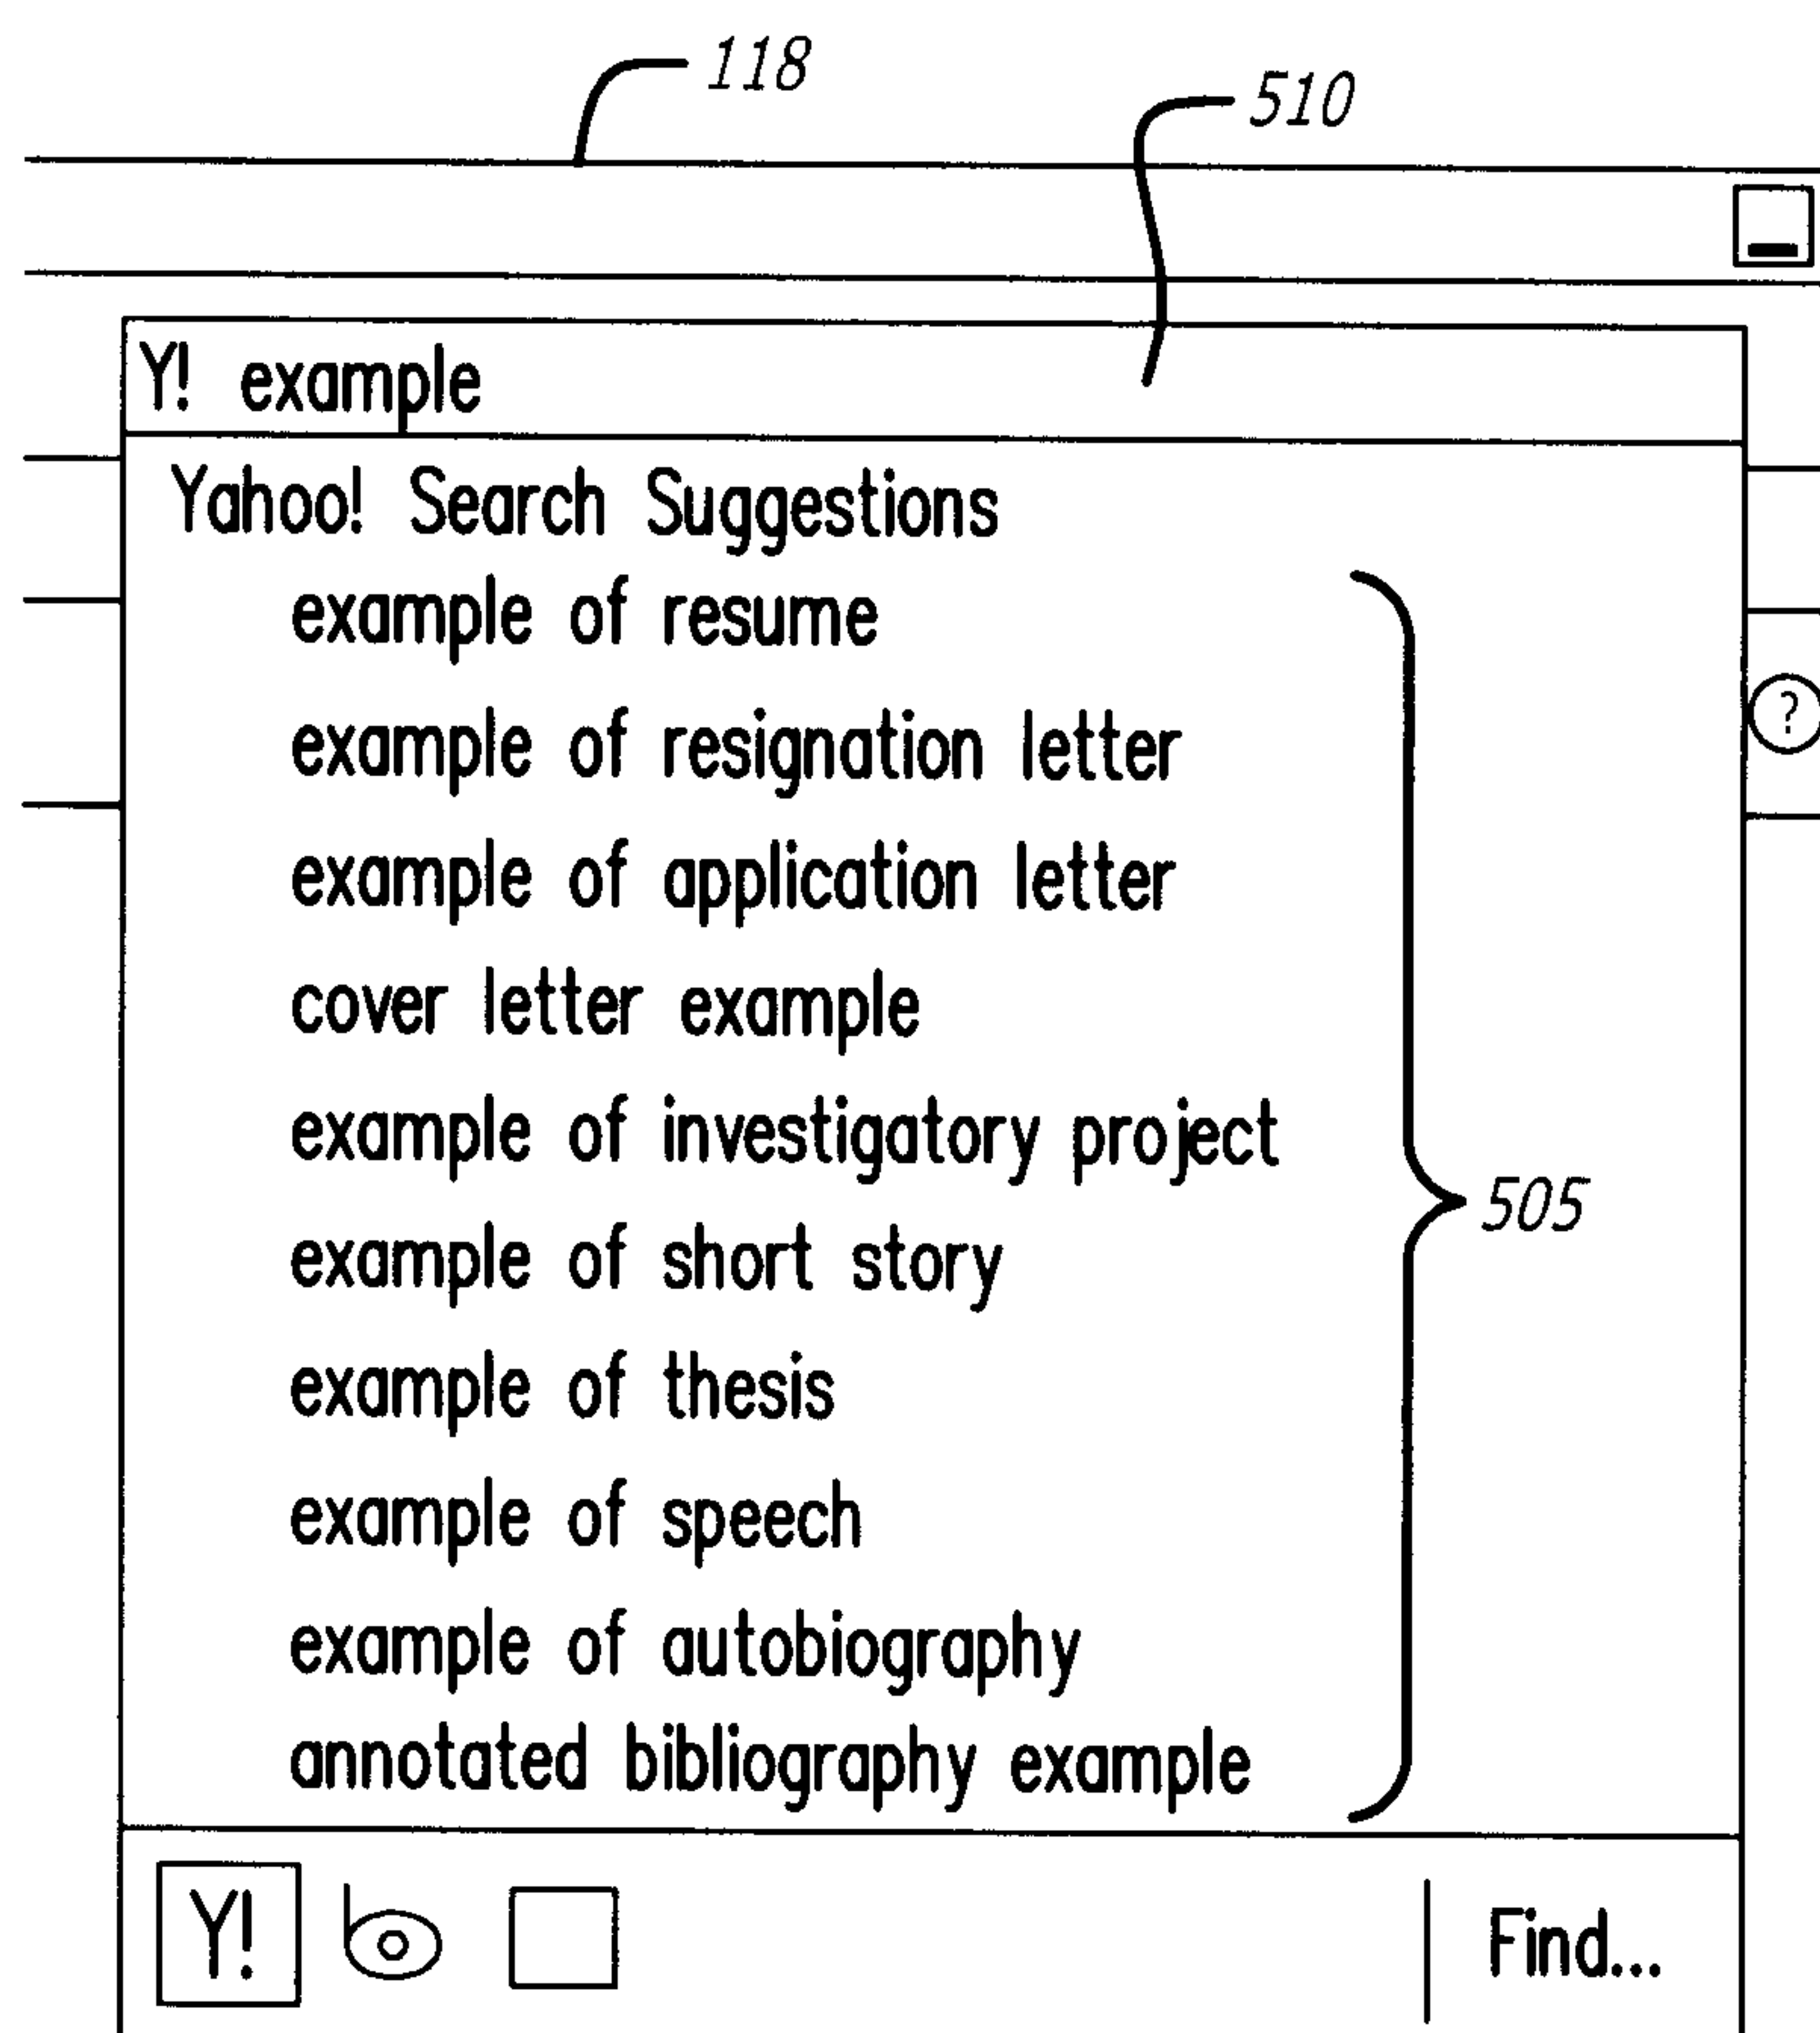 118
510
Y! example
Yahoo! Search Suggestions
example of resume
example of resignation letter
?
example of application letter
cover letter example
example of investigatory project
505
example of short story
example of thesis
example of speech
example of autobiography
annotated bibliography example
Y! Find...